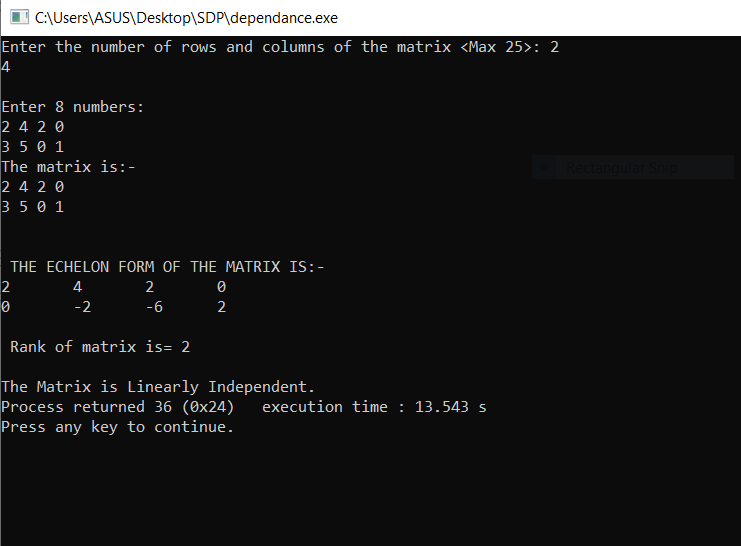 C:\Users\ASUS\Desktop\SDP\dependance.exe
Enter the number of rows and columns of the matrix <Max 25>: 2
4
Enter 8 numbers:
2 4 2 0
3 5 0 1
The matrix is:-
Rectangular Snip
2 4 2 0
3 5 0 1
THE ECHELON FORM OF THE MATRIX IS:-
2 4 2 0
0 -2 -6 2
Rank of matrix is= 2
The Matrix is Linearly Independent.
Process returned 36 (0x24) execution time : 13.543 s
Press any key to continue.